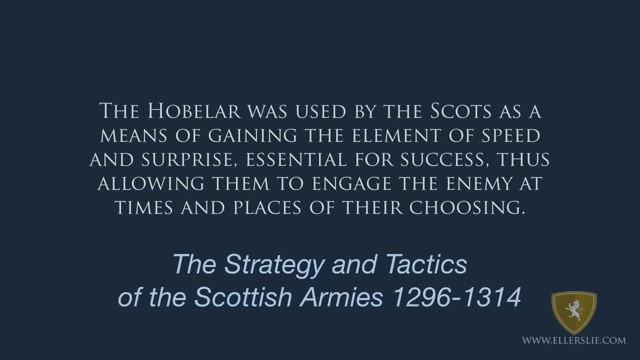 The Hobelar was used by the Scots as a
means of gaining the element of speed
and surprise, essential for success, thus
allowing them to engage the enemy at
times and places of their choosing.
The Strategy and Tactics
of the Scottish Armies 1296-1314
www.ellerslie.com